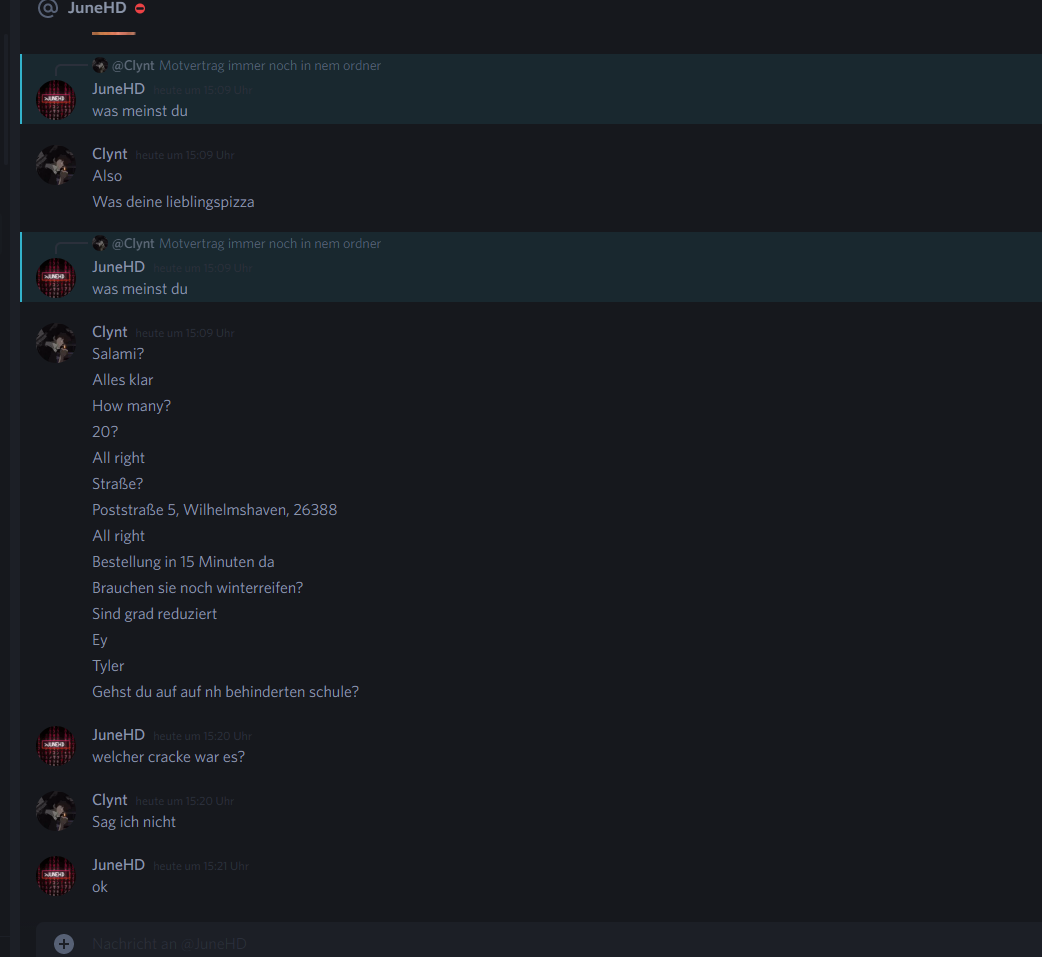 JuneHD
@Clynt Motvertrag immer noch in nem ordner
JuneHD heute um 15:09 Uhr
was meinst du
Clynt heute um 15:09 Uhr
Also
Was deine lieblingspizza
@Clynt Motvertrag immer noch in nem ordner
JuneHD heute um 15:09 Uhr
was meinst du
Clynt heute um 15:09 Uhr
Salami?
Alles klar
How many?
20?
All right
Straße?
Poststraße 5, Wilhelmshaven, 26388
All right
Bestellung in 15 Minuten da
Brauchen sie noch winterreifen?
Sind grad reduziert
Ey
Tyler
Gehst du auf auf nh behinderten schule?
JuneHD heute um 15:20 Uhr
welcher cracke war es?
Clynt heute um 15:20 Uhr
Sag ich nicht
JuneHD heute um 15:21 Uhr
ok
Nachricht an @JuneHD